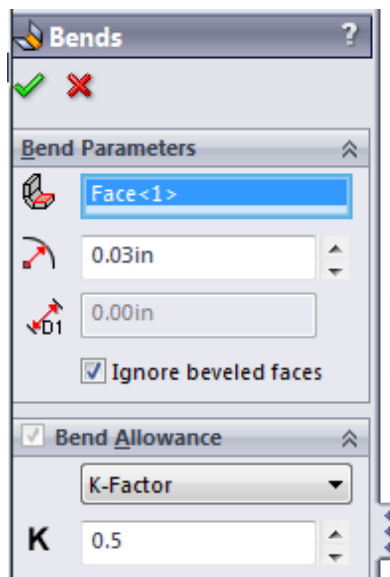 Bends ?
Bend Parameters
Face<1>
0.03in
D1 0.00in
Ignore beveled faces
Bend Allowance
K-Factor
K 0.5